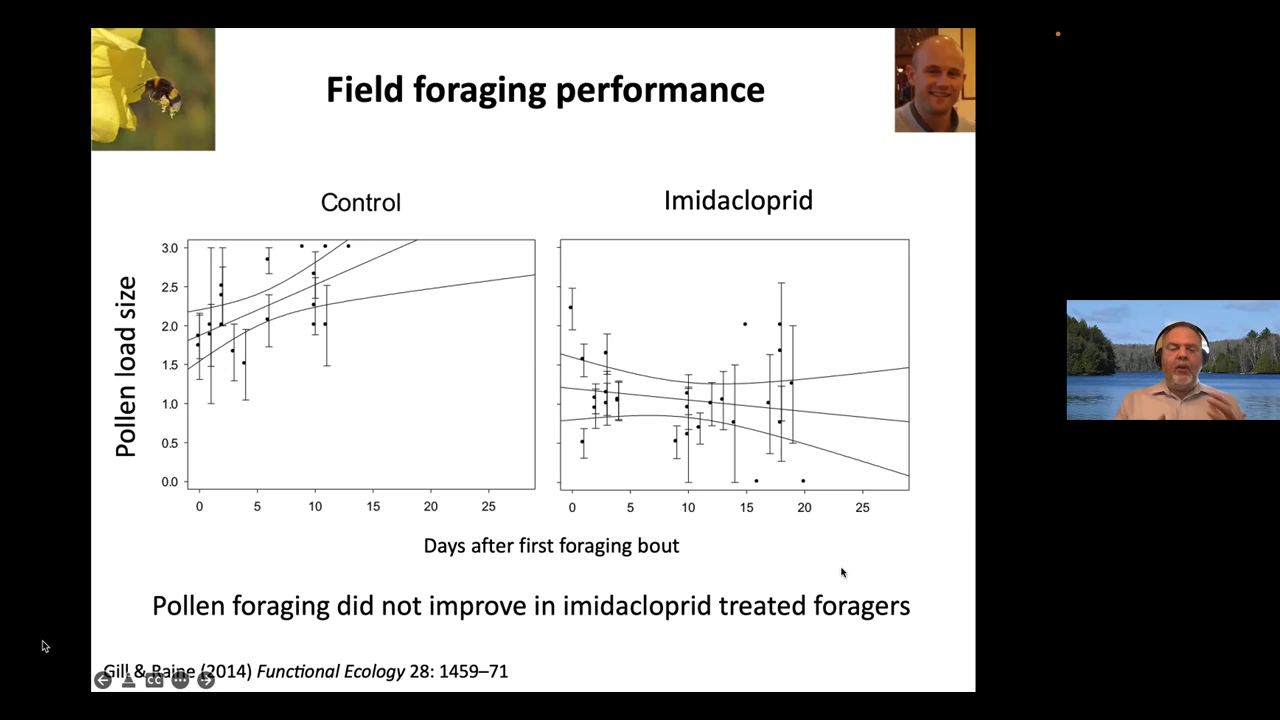 Field foraging performance
Control
Imidacloprid
Pollen load size
3.0
2.5
2.0
1.5
1.0
0.5
0.0
0 5 10 15 20 25
0 5 10 15 20 25
Days after first foraging bout
Pollen foraging did not improve in imidacloprid treated foragers
Gill & Raine (2014) Functional Ecology 28: 1459–71
CC